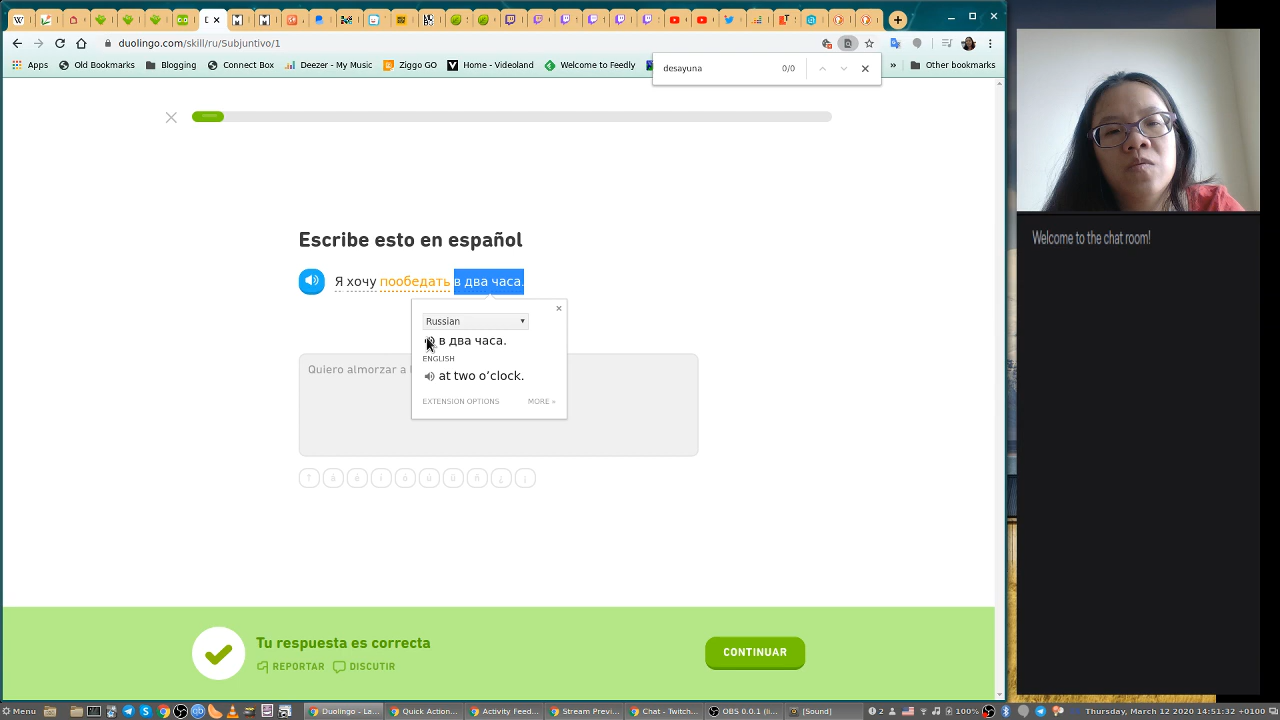 duolingo.com/skill/ru/Subjuntivo/1
desayuna
0/0
Apps
Old Bookmarks
Blogging
Connect Box
Deezer - My Music
Ziggo GO
Home - Videoland
Welcome to Feedly
»
Other bookmarks
Welcome to the chat room!
Escribe esto en español
Я хочу пообедать в два часа.
Russian
в два часа.
ENGLISH
at two o'clock.
EXTENSION OPTIONS
MORE »
Quiero almorzar a
↑ á é í ó ú ü ñ ¿ ¡
Tu respuesta es correcta
REPORTAR
DISCUTIR
CONTINUAR
Menu
Duolingo - La...
Quick Action...
Activity Feed...
Stream Previ...
Chat - Twitch...
OBS 0.0.1 (li...
(Sound)
2
100%
Thursday, March 12 2020, 14:51:32 +0100